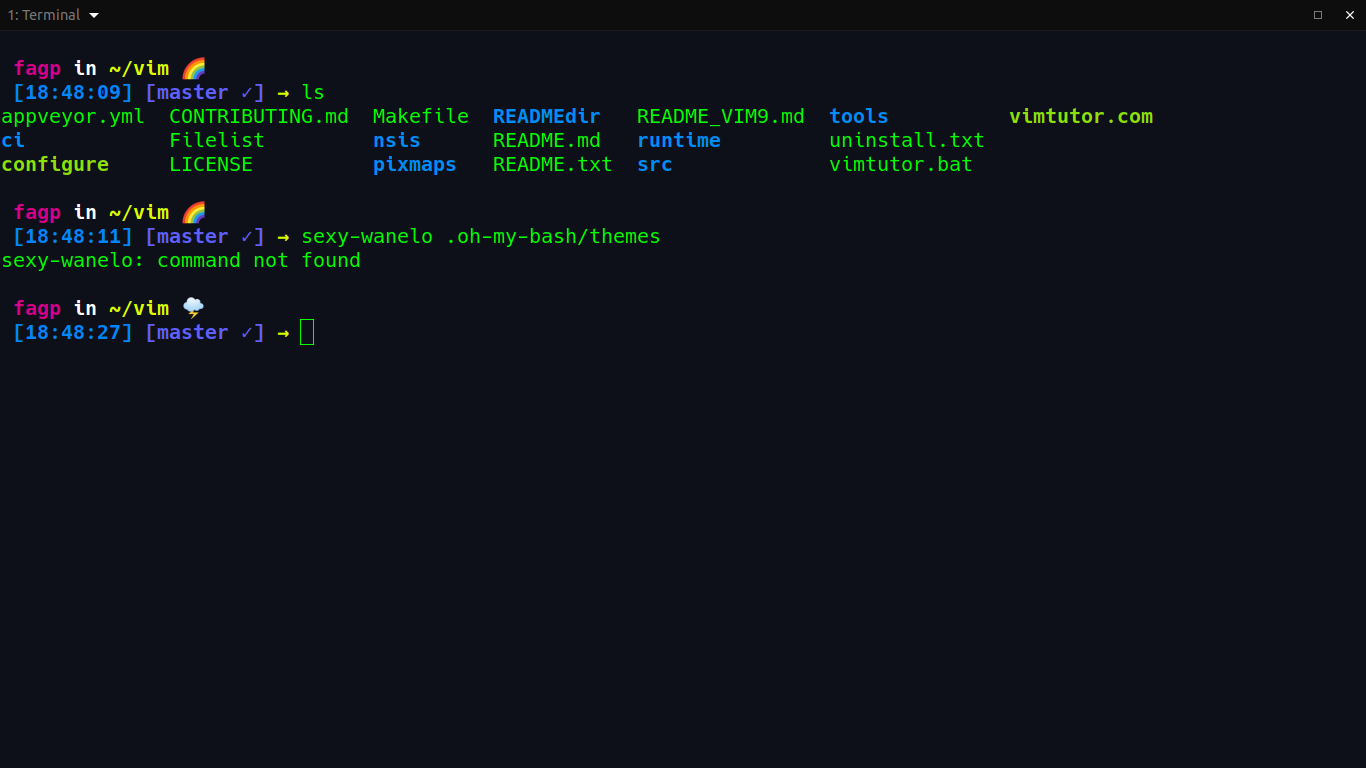 1: Terminal
fagp in ~/vim 🌈
[18:48:09] [master ✓] → ls
appveyor.yml CONTRIBUTING.md Makefile READMEdir README_VIM9.md tools vimtutor.com
ci Filelist nsis README.md runtime uninstall.txt
configure LICENSE pixmaps README.txt src vimtutor.bat
fagp in ~/vim 🌈
[18:48:11] [master ✓] → sexy-wanelo .oh-my-bash/themes
sexy-wanelo: command not found
fagp in ~/vim 🌩️
[18:48:27] [master ✓] →